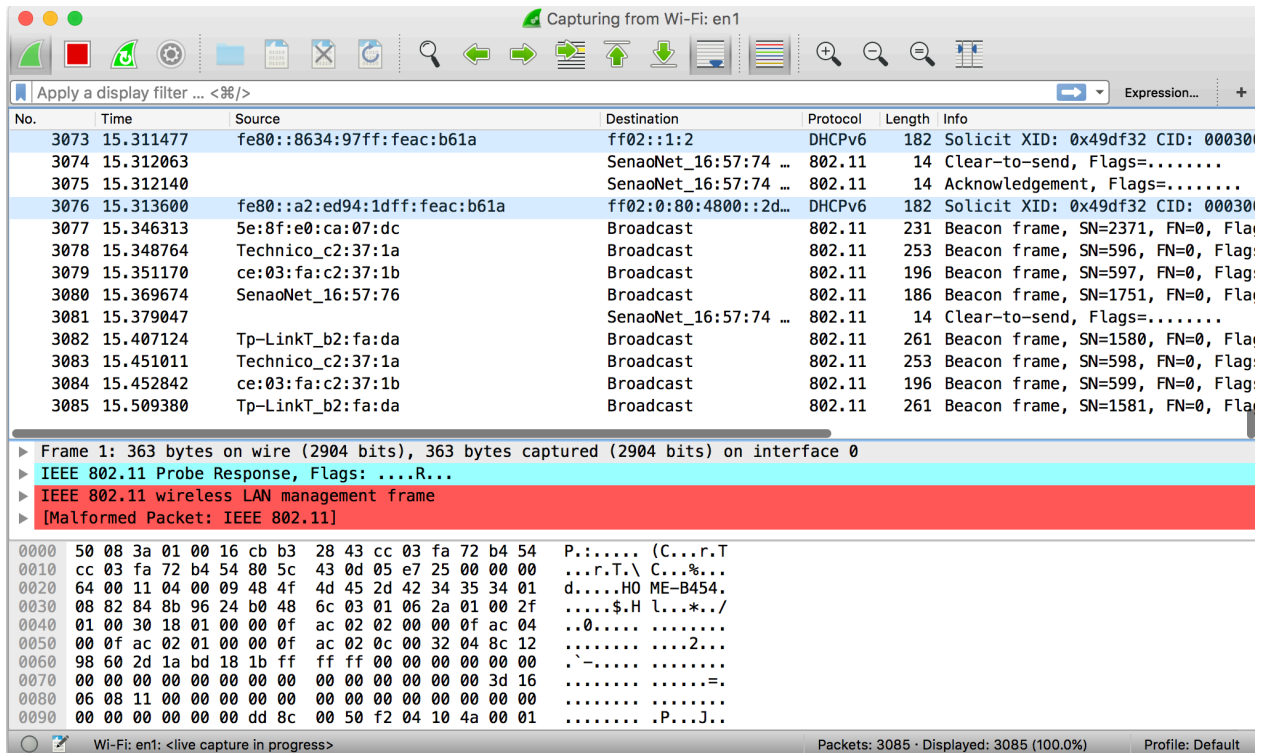 Capturing from Wi-Fi: en1
Apply a display filter ... <⌘/>
Expression... +
No. Time Source Destination Protocol Length Info
3073 15.311477 fe80::8634:97ff:feac:b61a ff02::1:2 DHCPv6 182 Solicit XID: 0x49df32 CID: 00030
3074 15.312063 SenaoNet_16:57:74 … 802.11 14 Clear-to-send, Flags=........
3075 15.312140 SenaoNet_16:57:74 … 802.11 14 Acknowledgement, Flags=........
3076 15.313600 fe80::a2:ed94:1dff:feac:b61a ff02:0:80:4800::2d… DHCPv6 182 Solicit XID: 0x49df32 CID: 00030
3077 15.346313 5e:8f:e0:ca:07:dc Broadcast 802.11 231 Beacon frame, SN=2371, FN=0, Flag
3078 15.348764 Technico_c2:37:1a Broadcast 802.11 253 Beacon frame, SN=596, FN=0, Flag
3079 15.351170 ce:03:fa:c2:37:1b Broadcast 802.11 196 Beacon frame, SN=597, FN=0, Flag
3080 15.369674 SenaoNet_16:57:76 Broadcast 802.11 186 Beacon frame, SN=1751, FN=0, Flag
3081 15.379047 SenaoNet_16:57:74 … 802.11 14 Clear-to-send, Flags=........
3082 15.407124 Tp-LinkT_b2:fa:da Broadcast 802.11 261 Beacon frame, SN=1580, FN=0, Flag
3083 15.451011 Technico_c2:37:1a Broadcast 802.11 253 Beacon frame, SN=598, FN=0, Flag
3084 15.452842 ce:03:fa:c2:37:1b Broadcast 802.11 196 Beacon frame, SN=599, FN=0, Flag
3085 15.509380 Tp-LinkT_b2:fa:da Broadcast 802.11 261 Beacon frame, SN=1581, FN=0, Flag
Frame 1: 363 bytes on wire (2904 bits), 363 bytes captured (2904 bits) on interface 0
IEEE 802.11 Probe Response, Flags: ....R...
IEEE 802.11 wireless LAN management frame
[Malformed Packet: IEEE 802.11]
0000 50 08 3a 01 00 16 cb b3 28 43 cc 03 fa 72 b4 54 P.:..... (C...r.T
0010 cc 03 fa 72 b4 54 80 5c 43 0d 05 e7 25 00 00 00 ...r.T.\ C...%...
0020 64 00 11 04 00 09 48 4f 4d 45 2d 42 34 35 34 01 d.....HO ME-B454.
0030 08 82 84 8b 96 24 b0 48 6c 03 01 06 2a 01 00 2f .....$.H l...*../
0040 01 00 30 18 01 00 00 0f ac 02 02 00 00 0f ac 04 ..0..... ........
0050 00 0f ac 02 01 00 00 0f ac 02 0c 00 32 04 8c 12 ........ ....2...
0060 98 60 2d 1a bd 18 1b ff ff ff 00 00 00 00 00 00 .`-..... ........
0070 00 00 00 00 00 00 00 00 00 00 00 00 00 00 3d 16 ........ ......=.
0080 06 08 11 00 00 00 00 00 00 00 00 00 00 00 00 00 ........ ........
0090 00 00 00 00 00 00 dd 8c 00 50 f2 04 10 4a 00 01 ........ .P...J..
Wi-Fi: en1: <live capture in progress> Packets: 3085 · Displayed: 3085 (100.0%) Profile: Default